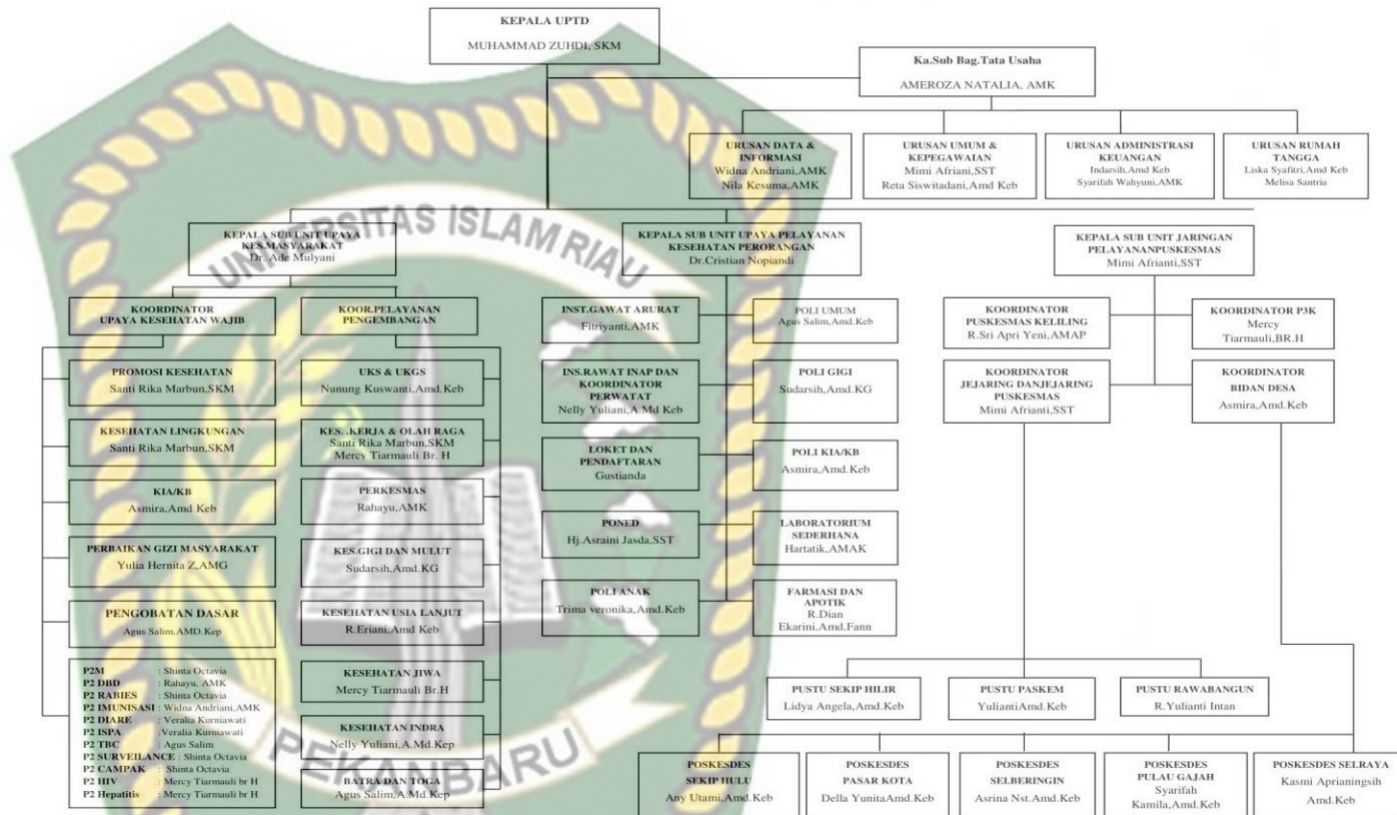 KEPALA UPTD
MUHAMMAD ZUHDI, SKM
Ka.Sub Bag.Tata Usaha
AMEROZA NATALIA, AMK
URUSAN DATA &
INFORMASI
Widna Andriani,AMK
Nila Kesuma,AMK
URUSAN UMUM &
KEPEGAWAIAN
Mimi Afriani,SST
Reta Siswitadani,Amd Keb
URUSAN ADMINISTRASI
KEUANGAN
Indarsih,Amd Keb
Syarifah Wahyuni,AMK
URUSAN RUMAH
TANGGA
Liska Syafitri,Amd Keb
Melisa Santria
UNIVERSITAS ISLAM RIAU
KEPALA SUB UNIT UPAYA
KES.MASYARAKAT
Dr. Ade Mulyani
KEPALA SUB UNIT UPAYA PELAYANAN
KESEHATAN PERORANGAN
Dr.Cristian Nopiandi
KEPALA SUB UNIT JARINGAN
PELAYANANPUSKESMAS
Mimi Afrianti,SST
KOORDINATOR
UPAYA KESEHATAN WAJIB
KOOR.PELAYANAN
PENGEMBANGAN
INST.GAWAT ARURAT
Fitriyanti,AMK
POLI UMUM
Agus Salim,Amd.Keb
KOORDINATOR
PUSKESMAS KELILING
R.Sri Apri Yeni,AMAP
KOORDINATOR P3K
Mercy
Tiarmauli,BR.H
PROMOSI KESEHATAN
Santi Rika Marbun,SKM
UKS & UKGS
Nunung Kuswanti,Amd.Keb
INS.RAWAT INAP DAN
KOORDINATOR
PERWATAT
Nelly Yuliani,A.Md Keb
POLI GIGI
Sudarsih,Amd.KG
KOORDINATOR
JEJARING DANJEJARING
PUSKESMAS
Mimi Afrianti,SST
KOORDINATOR
BIDAN DESA
Asmira,Amd.Keb
KESEHATAN LINGKUNGAN
Santi Rika Marbun,SKM
KES. .KERJA & OLAH RAGA
Santi Rika Marbun,SKM
Mercy Tiarmauli Br. H
LOKET DAN
PENDAFTARAN
Gustianda
POLI KIA/KB
Asmira,Amd.Keb
KIA/KB
Asmira,Amd Keb
PERKESMAS
Rahayu,AMK
PONED
Hj.Asraini Jasda,SST
LABORATORIUM
SEDERHANA
Hartatik,AMAK
PERBAIKAN GIZI MASYARAKAT
Yulia Hernita Z,AMG
KES.GIGI DAN MULUT
Sudarsih,Amd.KG
POLI ANAK
Trima veronika,Amd.Keb
FARMASI DAN
APOTIK
R.Dian
Ekarini,Amd.Fann
PENGOBATAN DASAR
Agus Salim,AMD.Kep
KESEHATAN USIA LANJUT
R.Eriani,Amd Keb
P2M : Shinta Octavia
P2 DBD : Rahayu, AMK
P2 RABIES : Shinta Octavia
P2 IMUNISASI : Widna Andriani,AMK
P2 DIARE : Veralia Kurniawati
P2 ISPA :Veralia Kurniawati
P2 TBC : Agus Salim
P2 SURVEILANCE : Shinta Octavia
P2 CAMPAK : Shinta Octavia
P2 HIV : Mercy Tiarmauli br H
P2 Hepatitis : Mercy Tiarmauli br H
KESEHATAN JIWA
Mercy Tiarmauli Br.H
KESEHATAN INDRA
Nelly Yuliani,A.Md.Kep
BATRA DAN TOGA
Agus Salim,A.Md.Kep
PEKANBARU
PUSTU SEKIP HILIR
Lidya Angela,Amd.Keb
PUSTU PASKEM
YuliantiAmd.Keb
PUSTU RAWABANGUN
R.Yulianti Intan
POSKESDES
SEKIP HULU
Any Utami,Amd.Keb
POSKESDES
PASAR KOTA
Della YunitaAmd.Keb
POSKESDES
SELBERINGIN
Asrina Nst.Amd.Keb
POSKESDES
PULAU GAJAH
Syarifah
Kamila,Amd.Keb
POSKESDES SELRAYA
Kasmi Aprianingsih
Amd.Keb